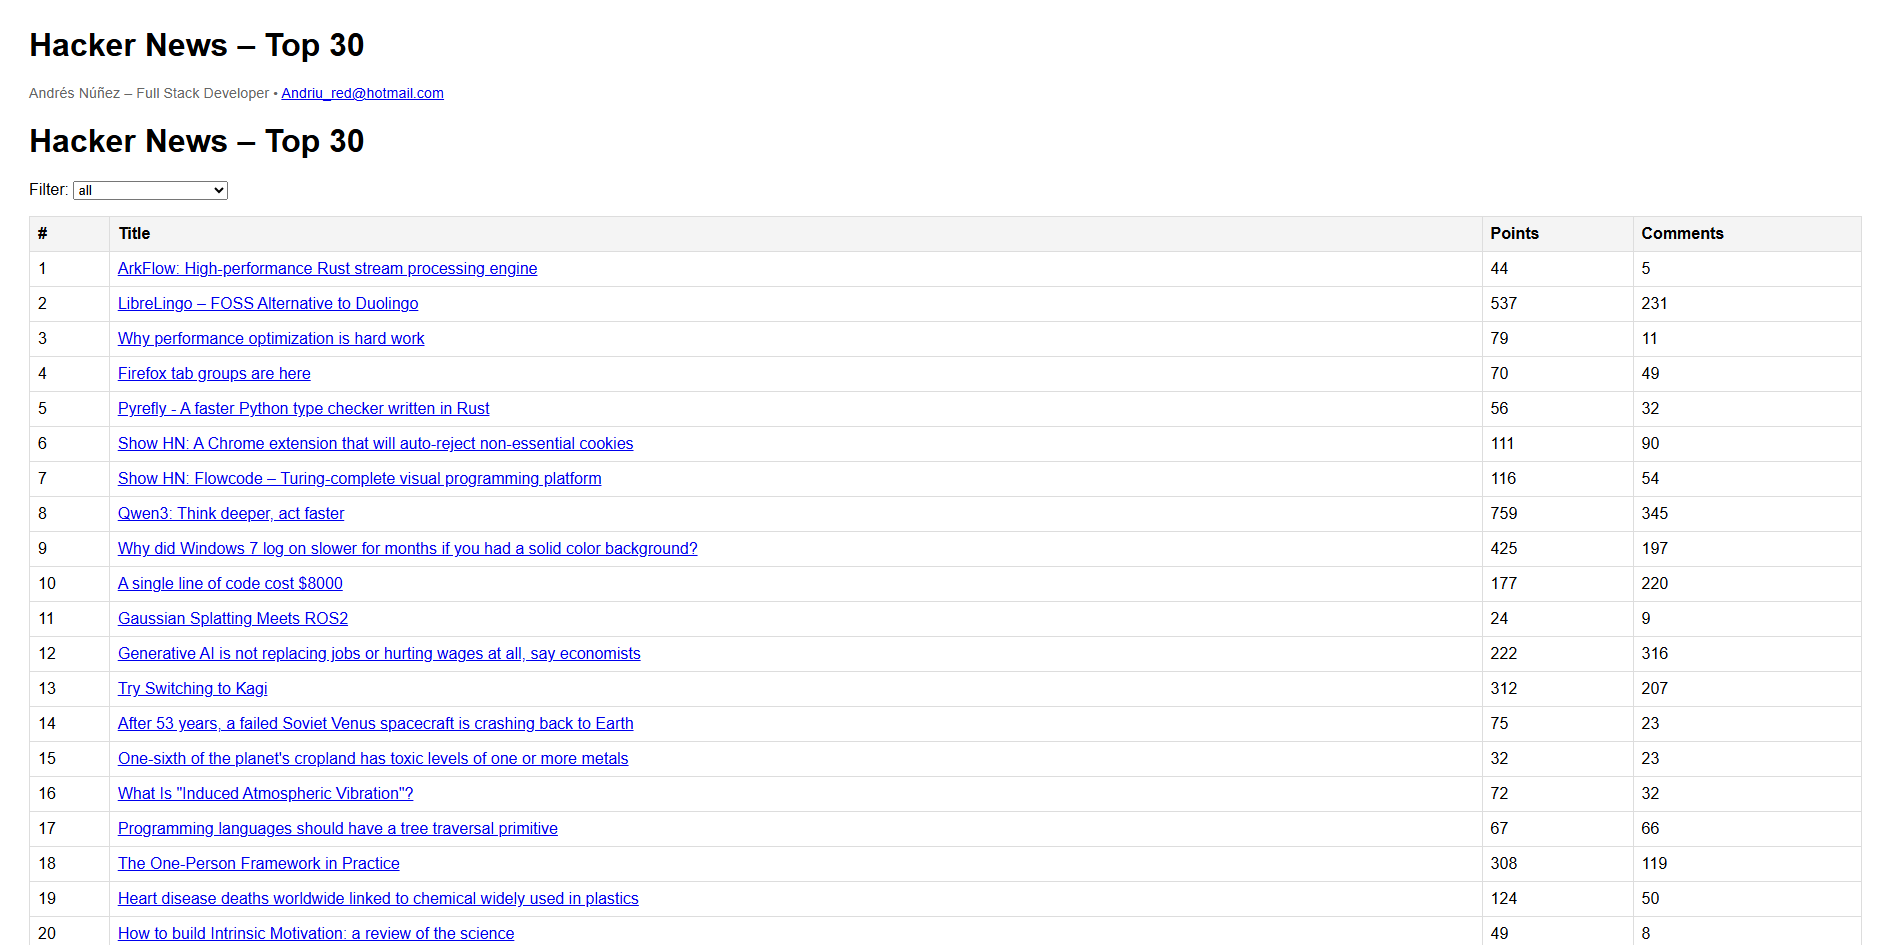 Hacker News – Top 30
Andrés Núñez – Full Stack Developer • Andriu_red@hotmail.com
Hacker News – Top 30
Filter: all
# Title Points Comments
1 ArkFlow: High-performance Rust stream processing engine 44 5
2 LibreLingo – FOSS Alternative to Duolingo 537 231
3 Why performance optimization is hard work 79 11
4 Firefox tab groups are here 70 49
5 Pyrefly - A faster Python type checker written in Rust 56 32
6 Show HN: A Chrome extension that will auto-reject non-essential cookies 111 90
7 Show HN: Flowcode – Turing-complete visual programming platform 116 54
8 Qwen3: Think deeper, act faster 759 345
9 Why did Windows 7 log on slower for months if you had a solid color background? 425 197
10 A single line of code cost $8000 177 220
11 Gaussian Splatting Meets ROS2 24 9
12 Generative AI is not replacing jobs or hurting wages at all, say economists 222 316
13 Try Switching to Kagi 312 207
14 After 53 years, a failed Soviet Venus spacecraft is crashing back to Earth 75 23
15 One-sixth of the planet's cropland has toxic levels of one or more metals 32 23
16 What Is "Induced Atmospheric Vibration"? 72 32
17 Programming languages should have a tree traversal primitive 67 66
18 The One-Person Framework in Practice 308 119
19 Heart disease deaths worldwide linked to chemical widely used in plastics 124 50
20 How to build Intrinsic Motivation: a review of the science 49 8